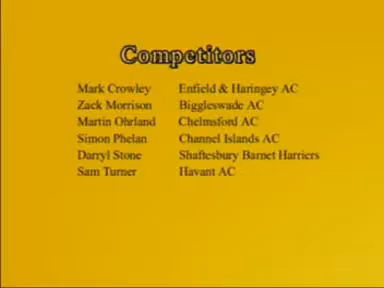 Competitors
Mark Crowley Enfield & Haringey AC
Zack Morrison Biggleswade AC
Martin Ohrland Chelmsford AC
Simon Phelan Channel Islands AC
Darryl Stone Shaftesbury Barnet Harriers
Sam Turner Havant AC